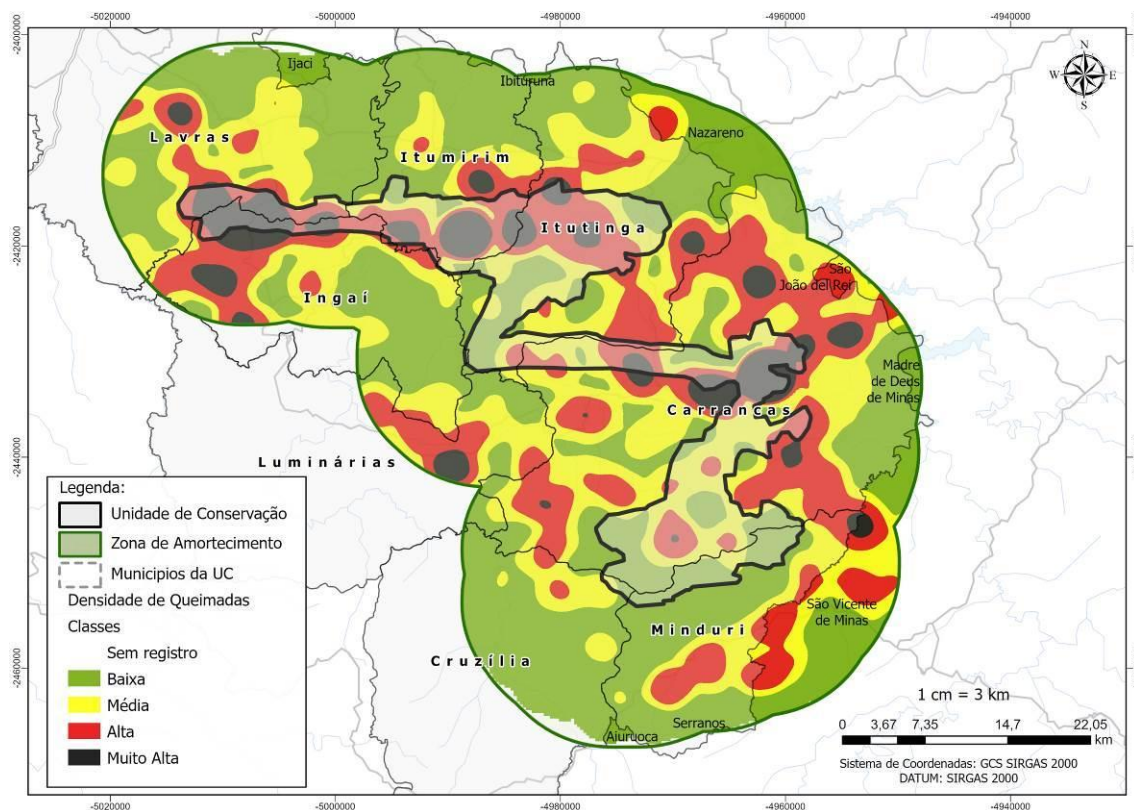 -5020000 -5000000 -4980000 -4960000 -4940000
-2400000
N
W E
S
Ijaci
Ibituruna
Nazareno
Lavras
Itumirim
Itutinga
-2420000
-2420000
São
João del Rei
Ingaí
Madre
de Deus
de Minas
Carrancas
-2440000
-2440000
Luminárias
Legenda:
Unidade de Conservação
Zona de Amortecimento
Municipios da UC
Densidade de Queimadas
Classes
Sem registro
Baixa
Média
Alta
Muito Alta
São Vicente
de Minas
Minduri
Cruzília
-2460000
-2460000
Serranos
Aiuruoca
1 cm = 3 km
0 3,67 7,35 14,7 22,05
km
Sistema de Coordenadas: GCS SIRGAS 2000
DATUM: SIRGAS 2000
-5020000 -5000000 -4980000 -4960000 -4940000